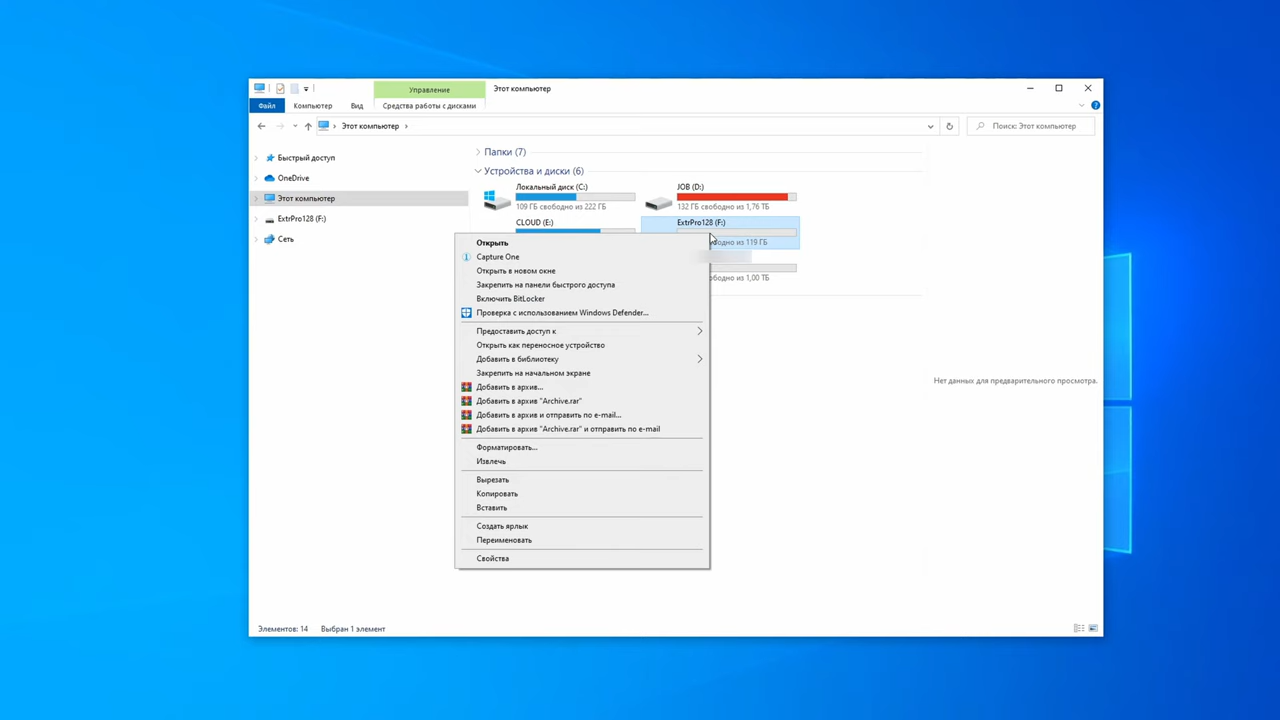 Управление
Этот компьютер
Файл
Компьютер
Вид
Средства работы с дисками
Этот компьютер
Поиск: Этот компьютер
Быстрый доступ
OneDrive
Этот компьютер
ExtrPro128 (F:)
Сеть
Папки (7)
Устройства и диски (6)
Локальный диск (C:)
109 ГБ свободно из 222 ГБ
JOB (D:)
132 ГБ свободно из 1,76 ТБ
CLOUD (E:)
ExtrPro128 (F:)
из 119 ГБ
свободно из 1,00 ТБ
Открыть
Capture One
Открыть в новом окне
Закрепить на панели быстрого доступа
Включить BitLocker
Проверка с использованием Windows Defender...
Предоставить доступ к
Открыть как переносное устройство
Добавить в библиотеку
Закрепить на начальном экране
Добавить в архив...
Добавить в архив "Archive.rar"
Добавить в архив и отправить по e-mail...
Добавить в архив "Archive.rar" и отправить по e-mail
Форматировать...
Извлечь
Вырезать
Копировать
Вставить
Создать ярлык
Переименовать
Свойства
Нет данных для предварительного просмотра.
Элементов: 14
Выбран 1 элемент